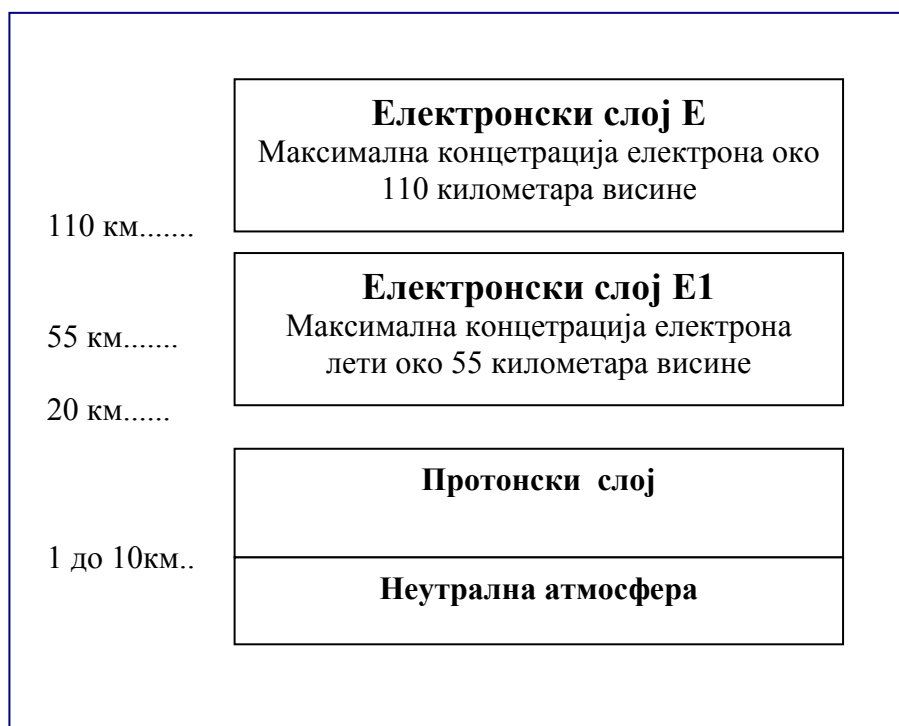 Електронски слој Е
Максимална концетрација електрона око
110 километара висине
110 км.......
Електронски слој Е1
Максимална концетрација електрона
лети око 55 километара висине
55 км.......
20 км......
Протонски слој
1 до 10км..
Неутрална атмосфера